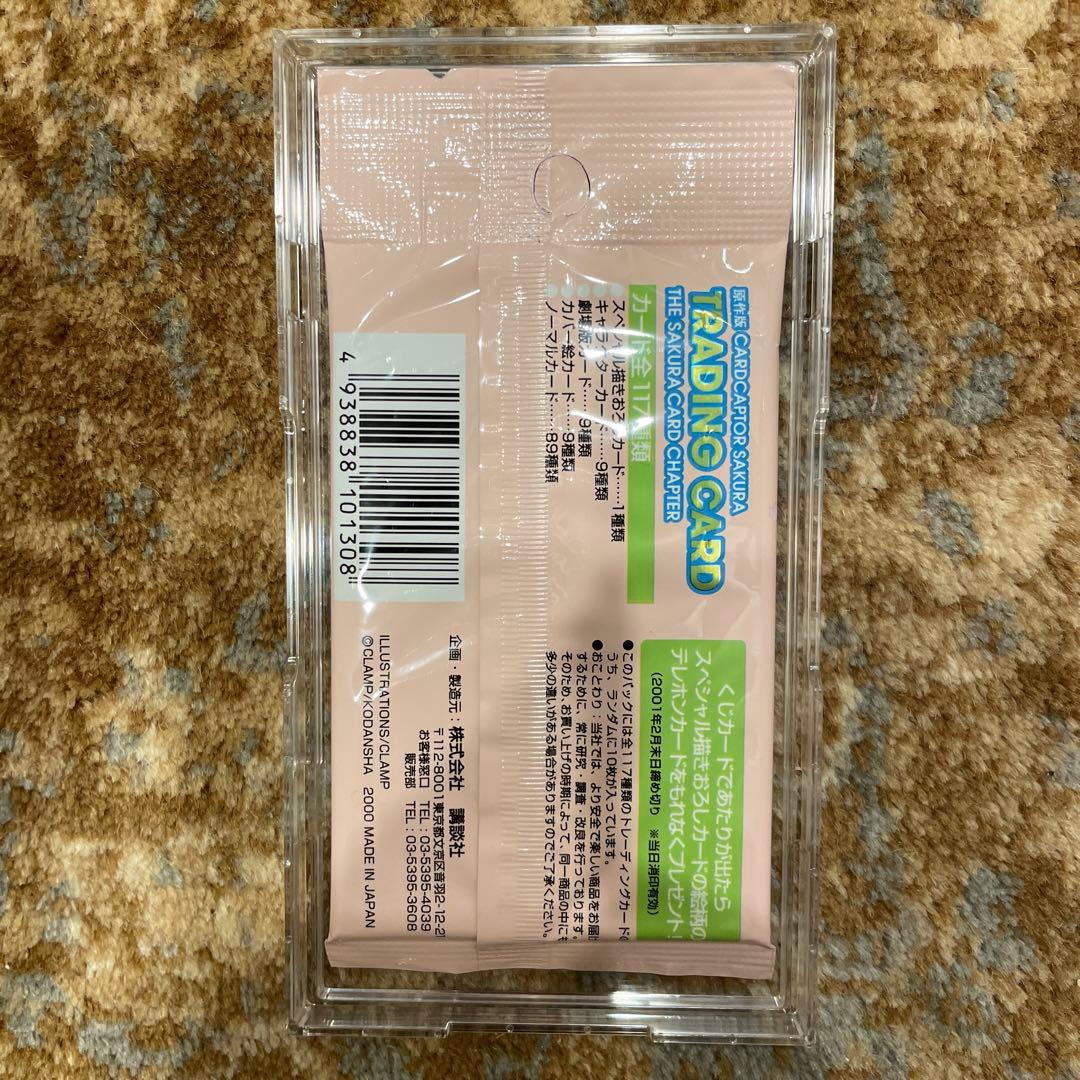 原作版 CARDCAPTOR SAKURA
TRADING CARD
THE SAKURA CARD CHAPTER
カード全117種類
●スペシャル描きおろしカード……1種類
●キャラクターカード……9種類
●劇場版カード……9種類
●カバー絵カード……9種類
●ノーマルカード……89種類
くじカードであたりが出たら
スペシャル描きおろしカードの絵柄の
テレホンカードをもれなくプレゼント!
(2001年2月末日締め切り ※当日消印有効)
●このパックには全117種類のトレーディングカードの
うち、ランダムに10枚が入っています。
●おことわり:当社では、より安全で楽しい商品をお届け
するために、常に研究・調査・改良を行っております。
そのため、お買い上げの時期によって、同一商品の中にも
多少の違いがある場合がありますのでご了承ください。
4 938838 101308
企画・製造元:株式会社 講談社
〒112-8001 東京都文京区音羽2-12-21
お客様窓口 TEL:03-5395-4039
販売部 TEL:03-5395-3608
ILLUSTRATIONS/CLAMP
©CLAMP/KODANSHA 2000 MADE IN JAPAN